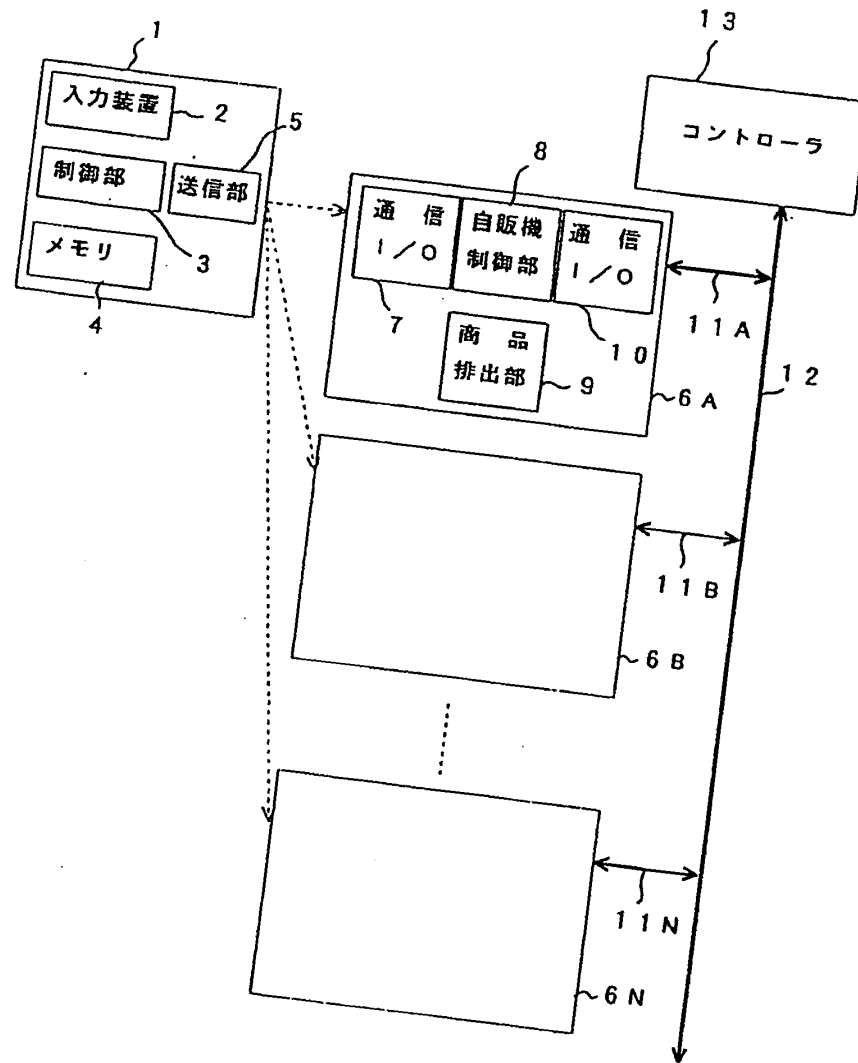 1
入力装置
2
制御部
送信部
5
3
メモリ
4
13
コントローラ
8
通信
I/O
自販機
制御部
通信
I/O
7
10
商品
排出部
9
6A
11A
12
11B
6B
11N
6N